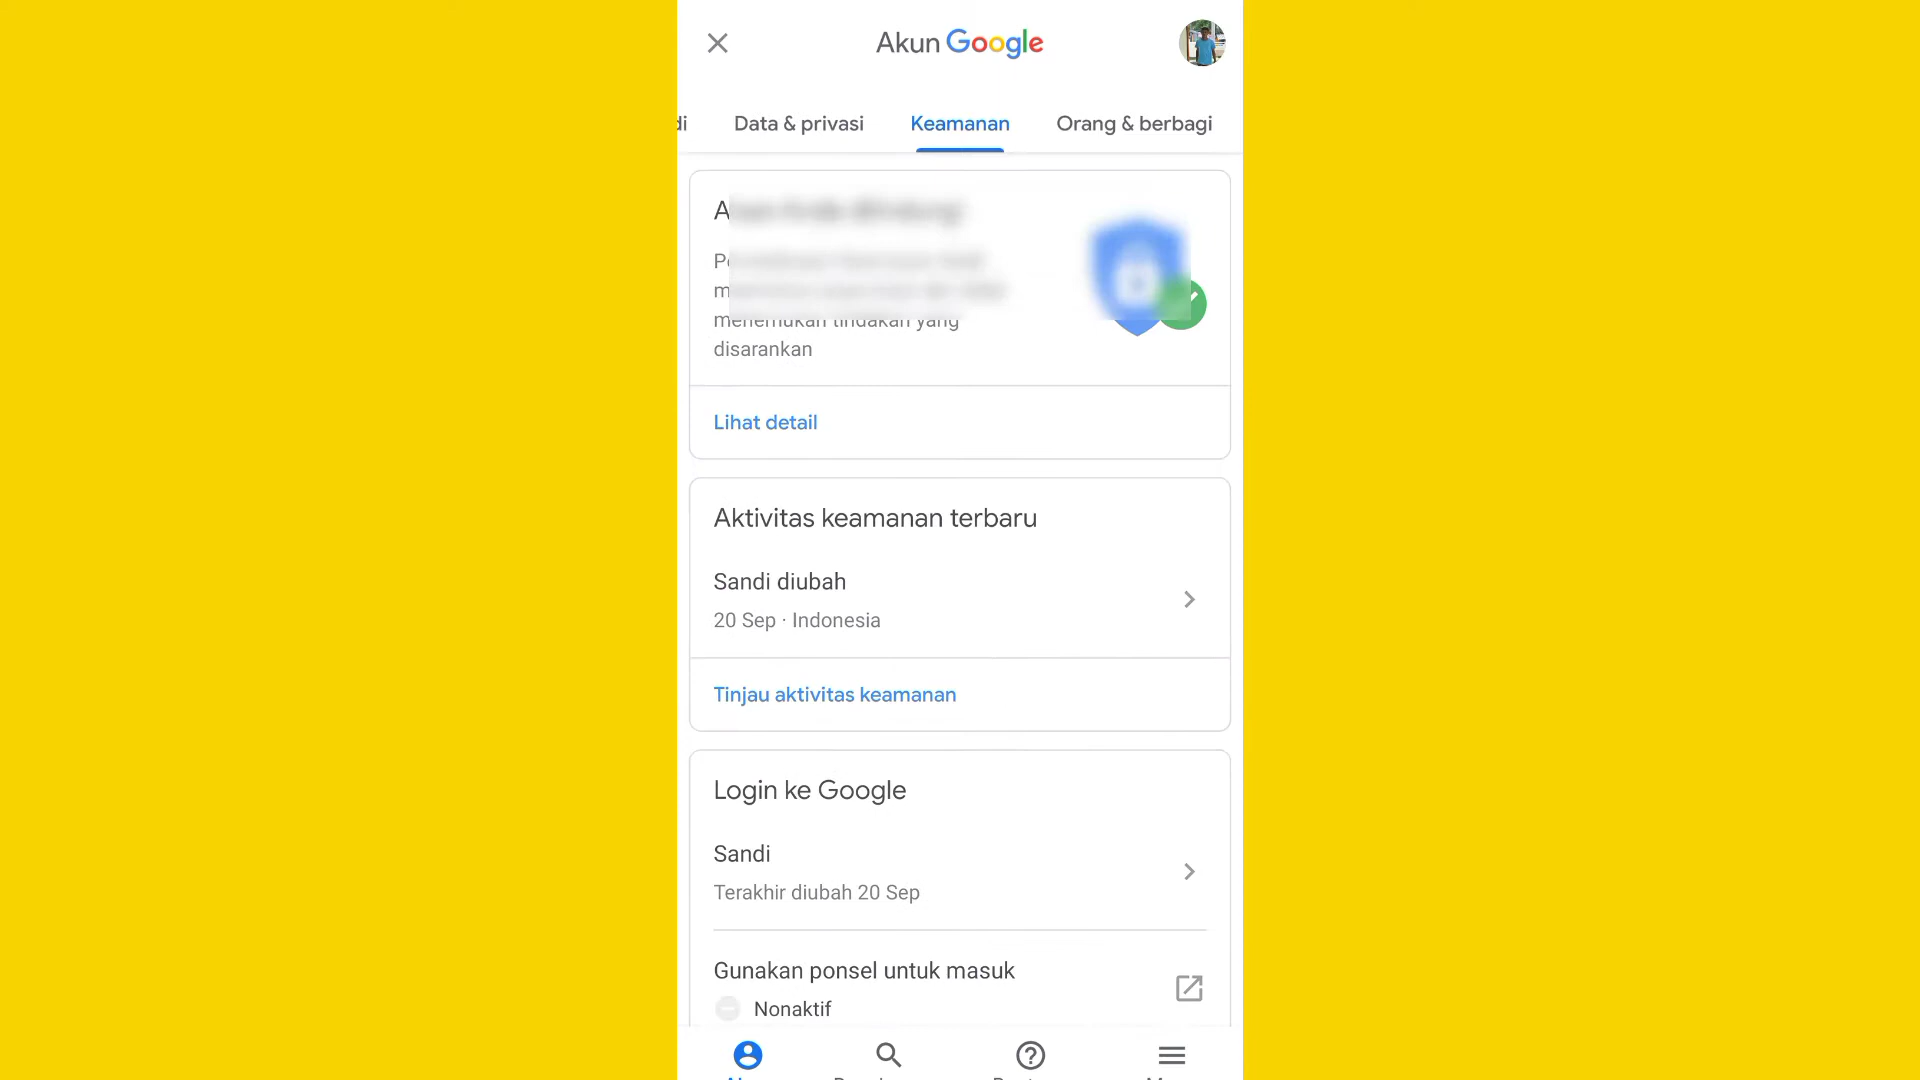 Akun Google
Data & privasi
Keamanan
Orang & berbagi
menemukan tindakan yang
disarankan
Lihat detail
Aktivitas keamanan terbaru
Sandi diubah
20 Sep · Indonesia
Tinjau aktivitas keamanan
Login ke Google
Sandi
Terakhir diubah 20 Sep
Gunakan ponsel untuk masuk
Nonaktif